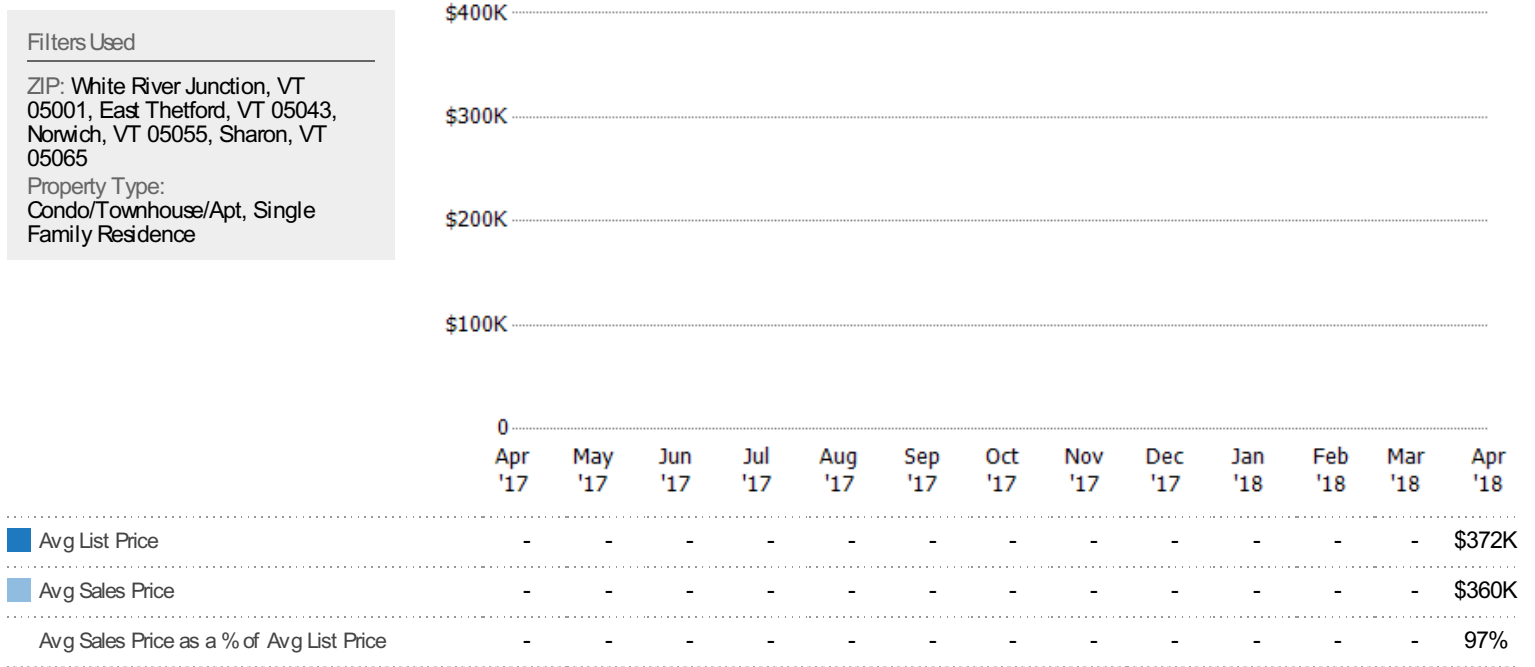 Filters Used
ZIP: White River Junction, VT
05001, East Thetford, VT 05043,
Norwich, VT 05055, Sharon, VT
05065
Property Type:
Condo/Townhouse/Apt, Single
Family Residence
$400K
$300K
$200K
$100K
0
Apr May Jun Jul Aug Sep Oct Nov Dec Jan Feb Mar Apr
'17 '17 '17 '17 '17 '17 '17 '17 '17 '18 '18 '18 '18
Avg List Price - - - - - - - - - - - - $372K
Avg Sales Price - - - - - - - - - - - - $360K
Avg Sales Price as a % of Avg List Price - - - - - - - - - - - - 97%